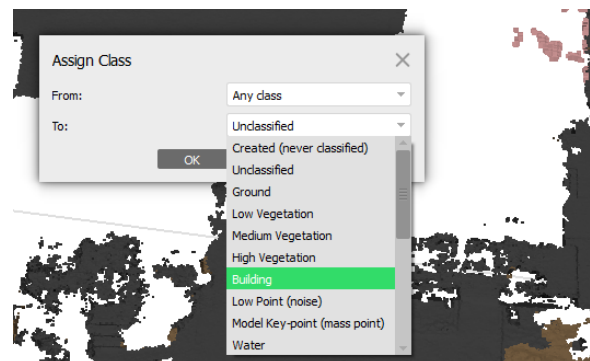 Assign Class
From: Any class
To: Unclassified
OK
Created (never classified)
Unclassified
Ground
Low Vegetation
Medium Vegetation
High Vegetation
Building
Low Point (noise)
Model Key-point (mass point)
Water